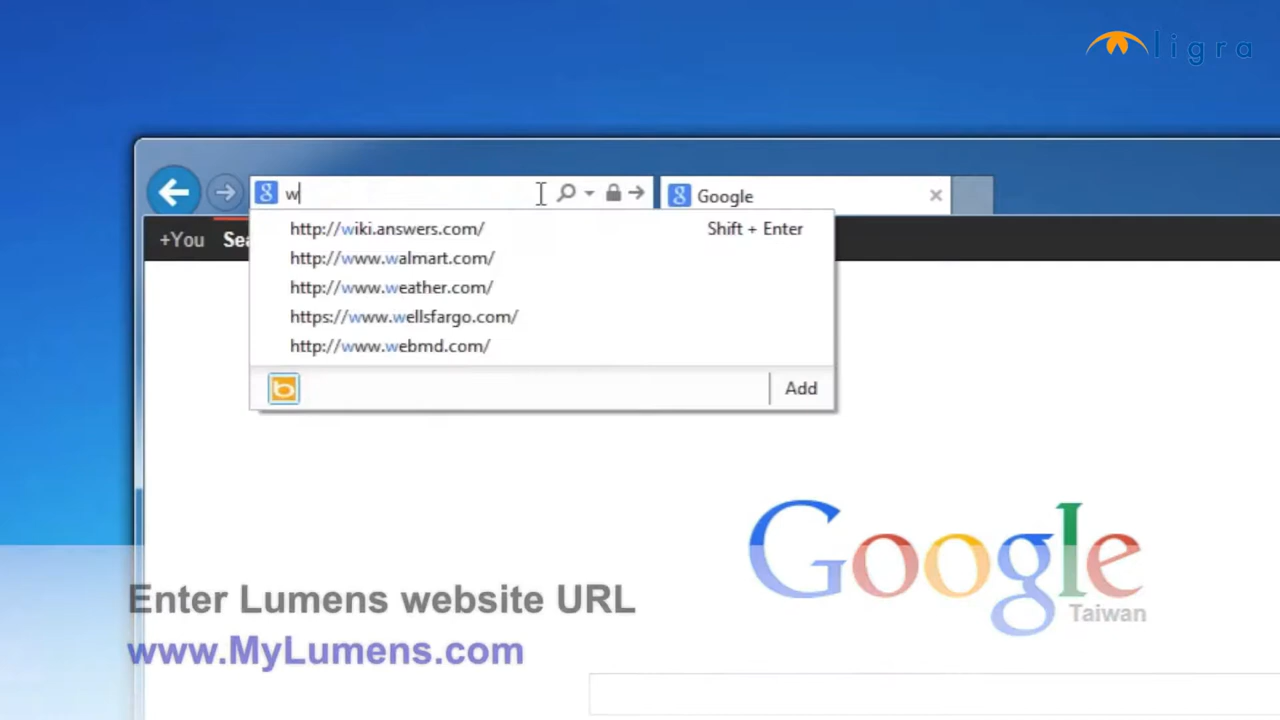 ligra
w
Google
+You Sea
http://wiki.answers.com/ Shift + Enter
http://www.walmart.com/
http://www.weather.com/
https://www.wellsfargo.com/
http://www.webmd.com/
Add
Google
Taiwan
Enter Lumens website URL
www.MyLumens.com